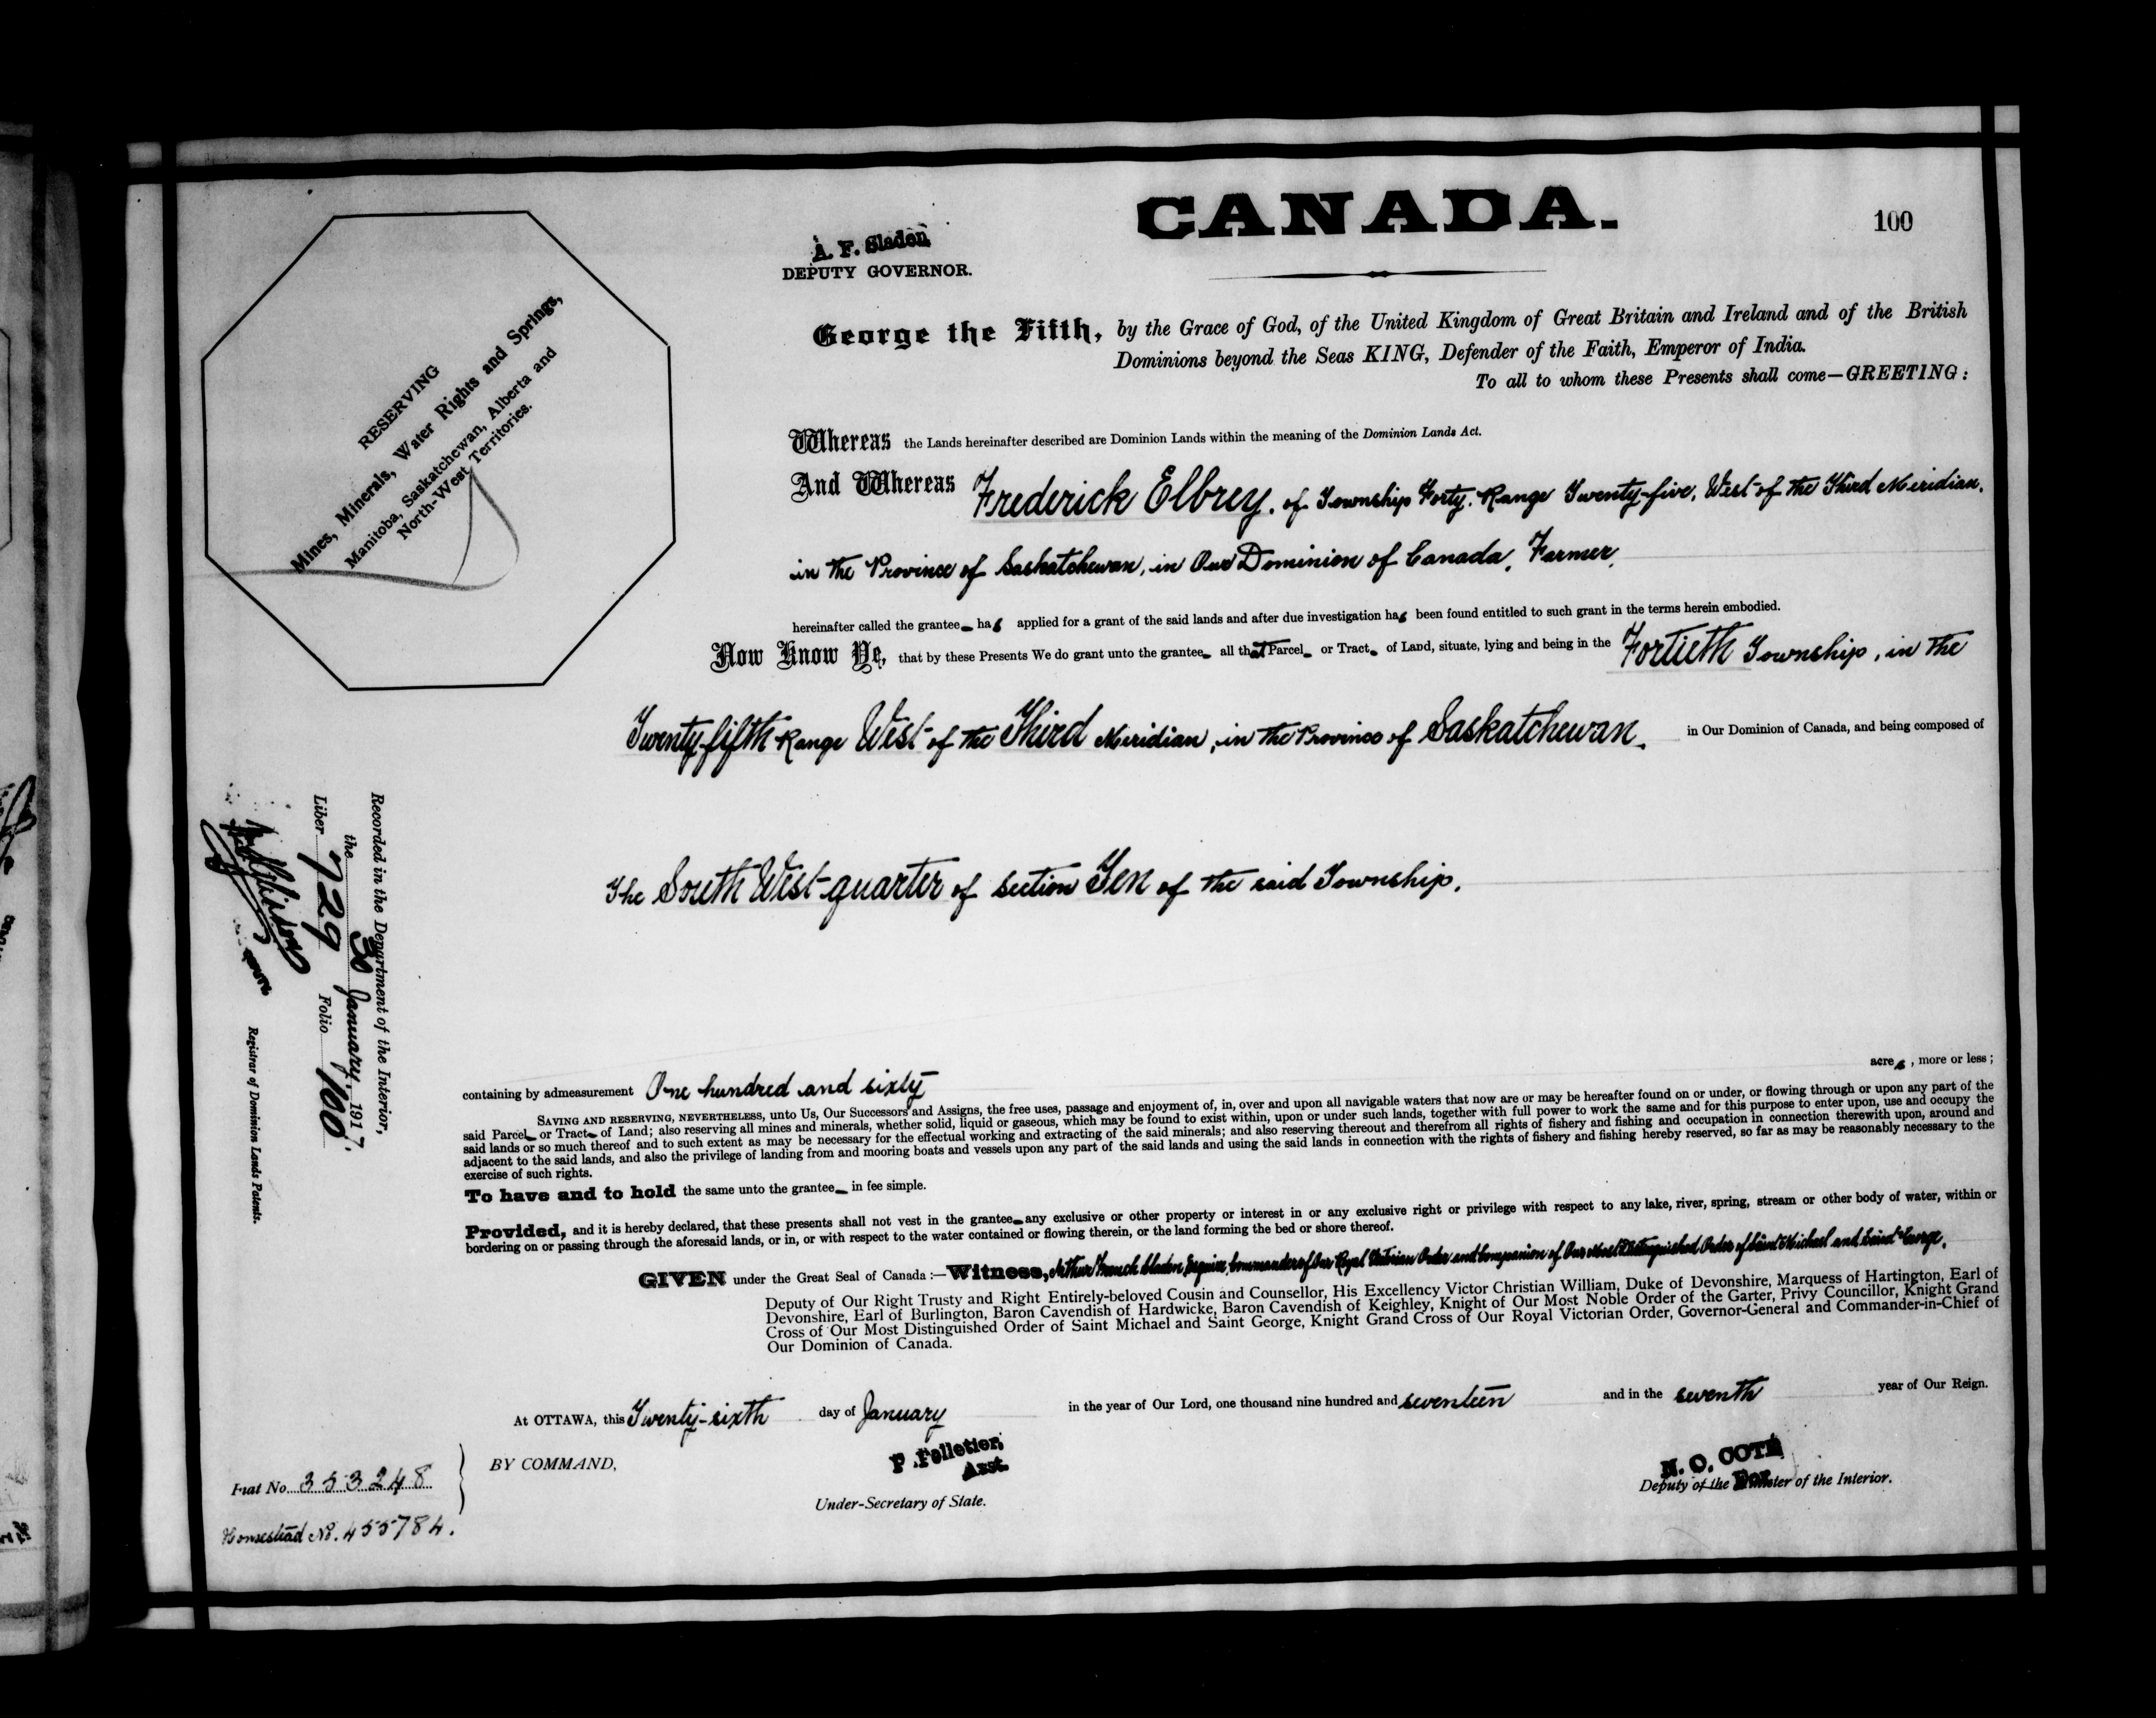 CANADA.
100
A. F. Sladen
DEPUTY GOVERNOR.
RESERVING
Mines, Minerals, Water Rights and Springs,
Manitoba, Saskatchewan, Alberta and
North-West Territories.
George the Fifth, by the Grace of God, of the United Kingdom of Great Britain and Ireland and of the British
Dominions beyond the Seas KING, Defender of the Faith, Emperor of India.
To all to whom these Presents shall come—GREETING:
Whereas the Lands hereinafter described are Dominion Lands within the meaning of the Dominion Lands Act.
And Whereas Frederick Elbrey, of Township Forty, Range Twenty-five, West of the Third Meridian,
in the Province of Saskatchewan, in Our Dominion of Canada, Farmer,
hereinafter called the grantee has applied for a grant of the said lands and after due investigation has been found entitled to such grant in the terms herein embodied.
Now Know Ye, that by these Presents We do grant unto the grantee all that Parcel or Tract of Land, situate, lying and being in the Fortieth Township, in the
Twenty-fifth Range West of the Third Meridian, in the Province of Saskatchewan, in Our Dominion of Canada, and being composed of
The South West quarter of section Ten of the said Township,
containing by admeasurement One hundred and sixty acres, more or less;
SAVING AND RESERVING, NEVERTHELESS, unto Us, Our Successors and Assigns, the free uses, passage and enjoyment of, in, over and upon all navigable waters that now are or may be hereafter found on or under, or flowing through or upon any part of the
said Parcel or Tract of Land; also reserving all mines and minerals, whether solid, liquid or gaseous, which may be found to exist within, upon or under such lands, together with full power to work the same and for this purpose to enter upon, use and occupy the
said lands or so much thereof and to such extent as may be necessary for the effectual working and extracting of the said minerals; and also reserving thereout and therefrom all rights of fishery and fishing and occupation in connection therewith upon, around and
adjacent to the said lands, and also the privilege of landing from and mooring boats and vessels upon any part of the said lands and using the said lands in connection with the rights of fishery and fishing hereby reserved, so far as may be reasonably necessary to the
exercise of such rights.
To have and to hold the same unto the grantee in fee simple.
Provided, and it is hereby declared, that these presents shall not vest in the grantee any exclusive or other property or interest in or any exclusive right or privilege with respect to any lake, river, spring, stream or other body of water, within or
bordering on or passing through the aforesaid lands, or in, or with respect to the water contained or flowing therein, or the land forming the bed or shore thereof.
GIVEN under the Great Seal of Canada:—Witness, Arthur French Sladen Esquire, Commander of Our Royal Victorian Order and Companion of Our Most Distinguished Order of Saint Michael and Saint George,
Deputy of Our Right Trusty and Right Entirely-beloved Cousin and Counsellor, His Excellency Victor Christian William, Duke of Devonshire, Marquess of Hartington, Earl of
Devonshire, Earl of Burlington, Baron Cavendish of Hardwicke, Baron Cavendish of Keighley, Knight of Our Most Noble Order of the Garter, Privy Councillor, Knight Grand
Cross of Our Most Distinguished Order of Saint Michael and Saint George, Knight Grand Cross of Our Royal Victorian Order, Governor-General and Commander-in-Chief of
Our Dominion of Canada.
At OTTAWA, this Twenty-sixth day of January in the year of Our Lord, one thousand nine hundred and seventeen and in the seventh year of Our Reign.
BY COMMAND,
P. Pelletier,
Asst.
Under-Secretary of State.
N. O. COTE
For
Deputy of the Minister of the Interior.
Fiat No. 353248
Homestead No. 455784.
Recorded in the Department of the Interior,
the 30 January, 1917,
Liber 729 Folio 100
Registrar of Dominion Lands Patents.